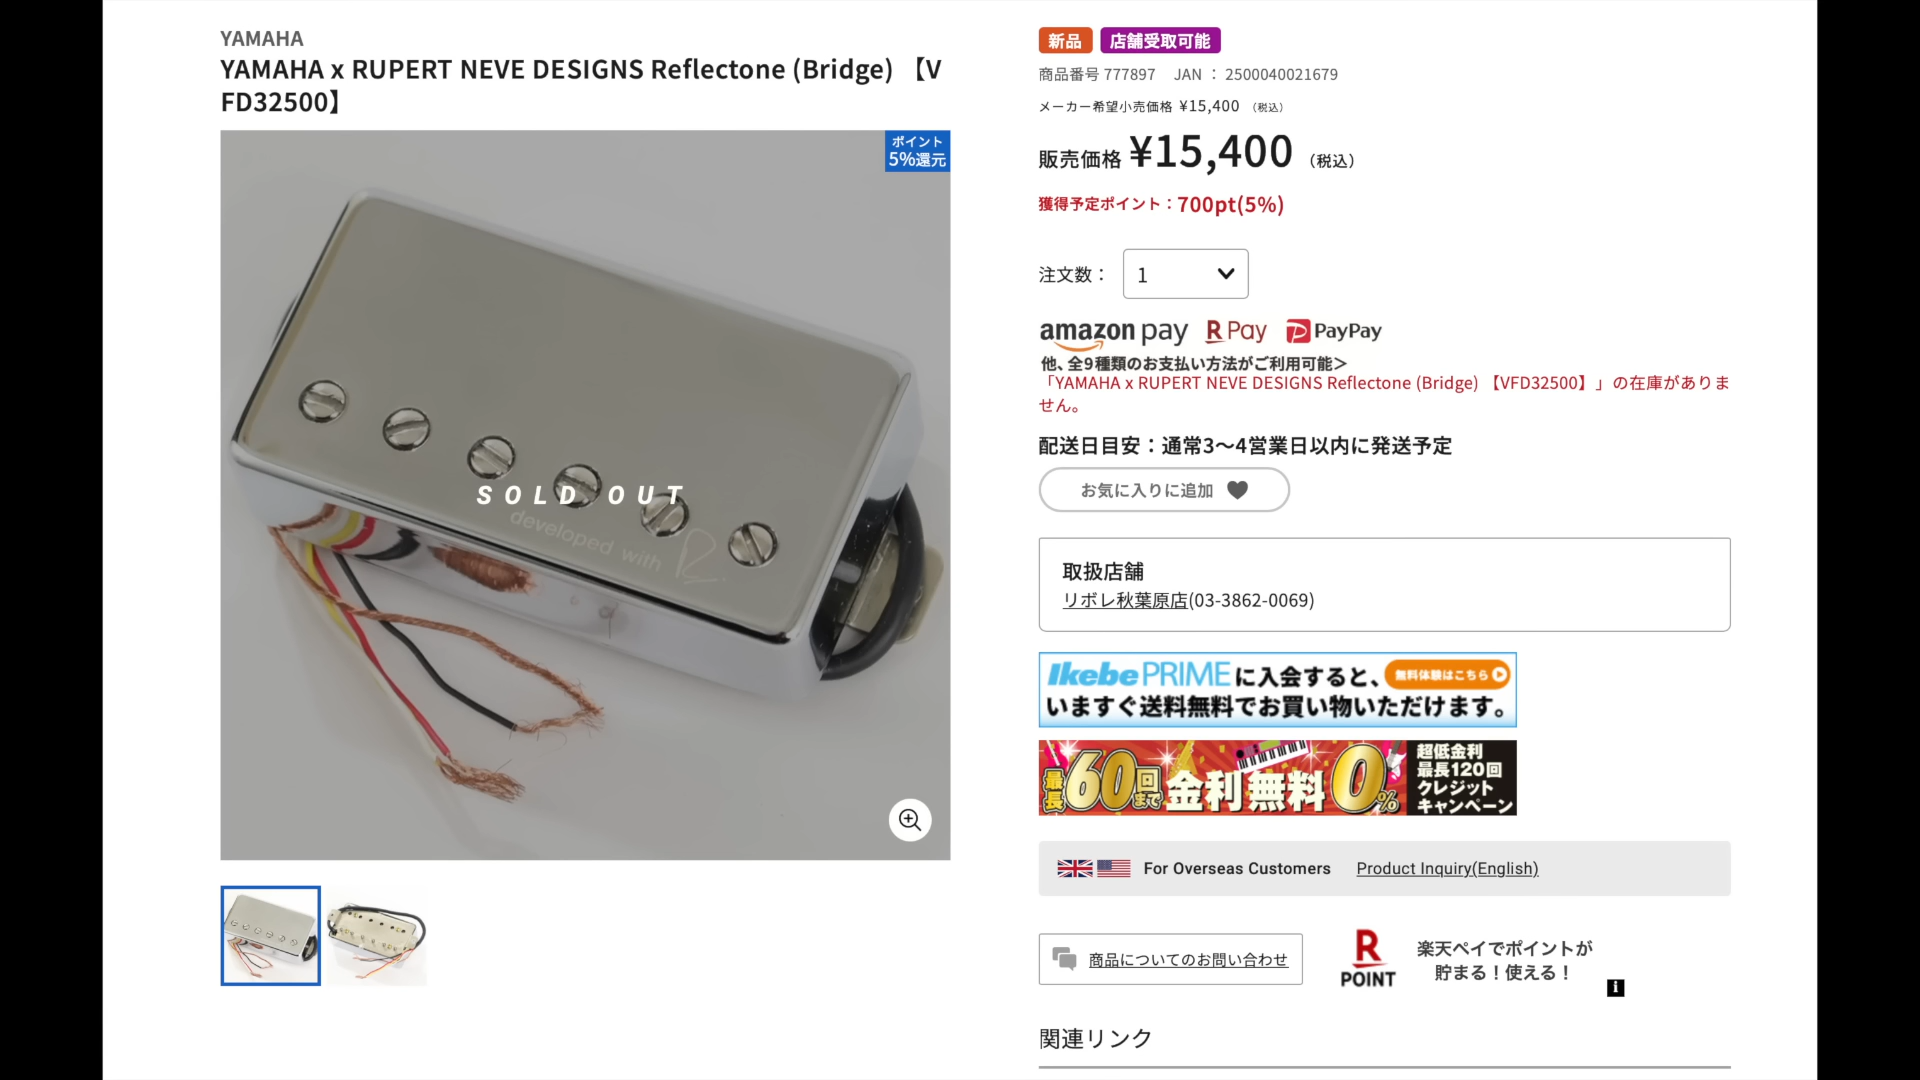 YAMAHA
YAMAHA x RUPERT NEVE DESIGNS Reflectone (Bridge) 【V
FD32500】
ポイント
5%還元
SOLD OUT
developed with
新品 店舗受取可能
商品番号 777897 JAN : 2500040021679
メーカー希望小売価格 ¥15,400 (税込)
販売価格 ¥15,400 (税込)
獲得予定ポイント:700pt(5%)
注文数: 1
amazon pay R Pay PayPay
他、全9種類のお支払い方法がご利用可能>
「YAMAHA x RUPERT NEVE DESIGNS Reflectone (Bridge) 【VFD32500】」の在庫がありま
せん。
配送日目安:通常3〜4営業日以内に発送予定
お気に入りに追加
取扱店舗
リボレ秋葉原店(03-3862-0069)
Ikebe PRIMEに入会すると、 無料体験はこちら
いますぐ送料無料でお買い物いただけます。
最長60回まで金利無料0%
超低金利
最長120回
クレジット
キャンペーン
For Overseas Customers Product Inquiry(English)
商品についてのお問い合わせ
R POINT
楽天ペイでポイントが
貯まる!使える!
i
関連リンク